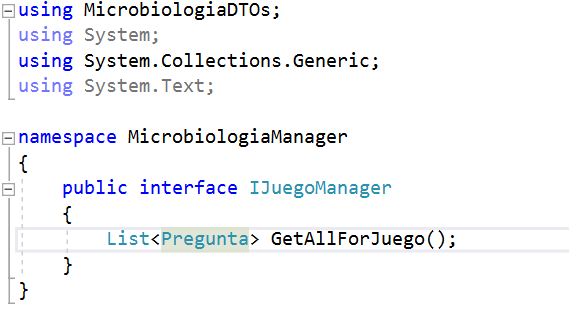 using MicrobiologiaDTOs;
using System;
using System.Collections.Generic;
using System.Text;
namespace MicrobiologiaManager
{
public interface IJuegoManager
{
List<Pregunta> GetAllForJuego();
}
}